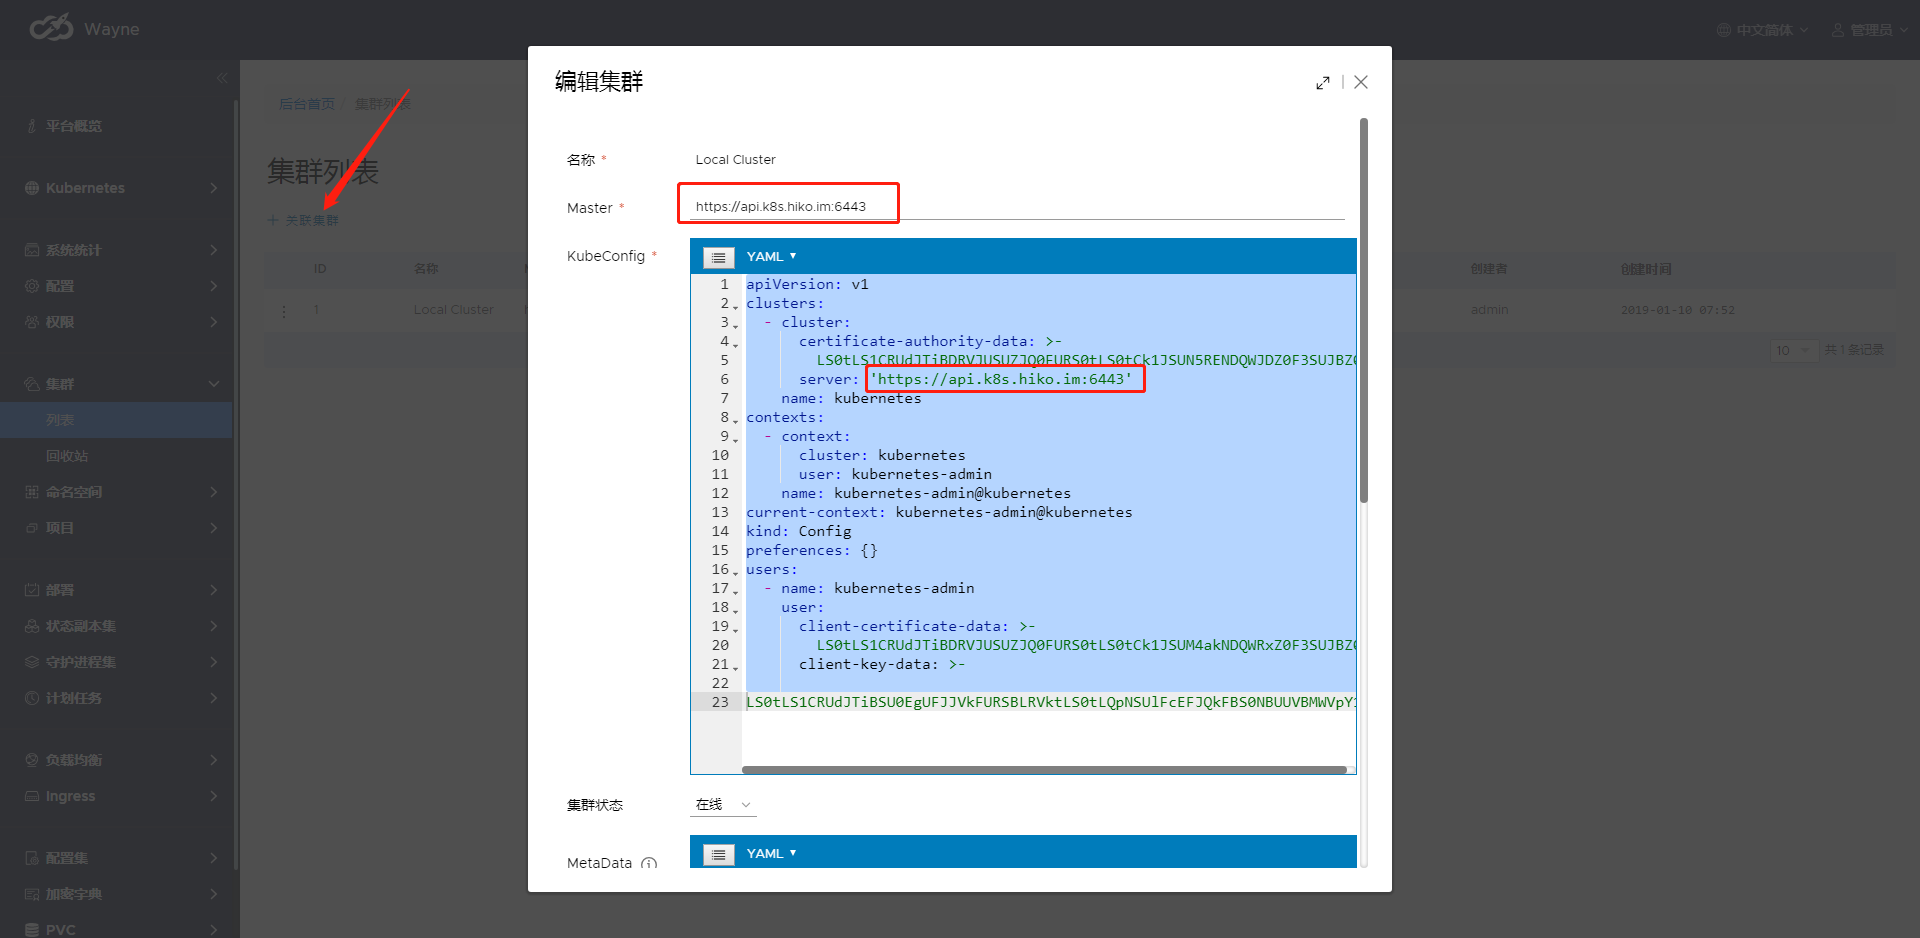 Wayne
中文简体
管理员
平台概览
Kubernetes
系统统计
配置
权限
集群
列表
回收站
命名空间
项目
部署
状态副本集
守护进程集
计划任务
负载均衡
Ingress
配置集
加密字典
PVC
后台首页 / 集群列表
集群列表
+ 关联集群
ID 名称 创建者 创建时间
1 Local Cluster admin 2019-01-10 07:52
10 共 1 条记录
编辑集群
名称 * Local Cluster
Master * https://api.k8s.hiko.im:6443
KubeConfig *
YAML
1 apiVersion: v1
2 clusters:
3 - cluster:
4 certificate-authority-data: >-
5 LS0tLS1CRUdJTiBDRVJUSUZJQ0FURS0tLS0tCk1JSUN5RENDQWJDZ0F3SUJBZ
6 server: 'https://api.k8s.hiko.im:6443'
7 name: kubernetes
8 contexts:
9 - context:
10 cluster: kubernetes
11 user: kubernetes-admin
12 name: kubernetes-admin@kubernetes
13 current-context: kubernetes-admin@kubernetes
14 kind: Config
15 preferences: {}
16 users:
17 - name: kubernetes-admin
18 user:
19 client-certificate-data: >-
20 LS0tLS1CRUdJTiBDRVJUSUZJQ0FURS0tLS0tCk1JSUM4akNDQWRxZ0F3SUJBZ
21 client-key-data: >-
22
23 LS0tLS1CRUdJTiBSU0EgUFJJVkFURSBLRVktLS0tLQpNSUlFcEFJQkFBS0NBUUVBMWVpY
集群状态 在线
MetaData
YAML